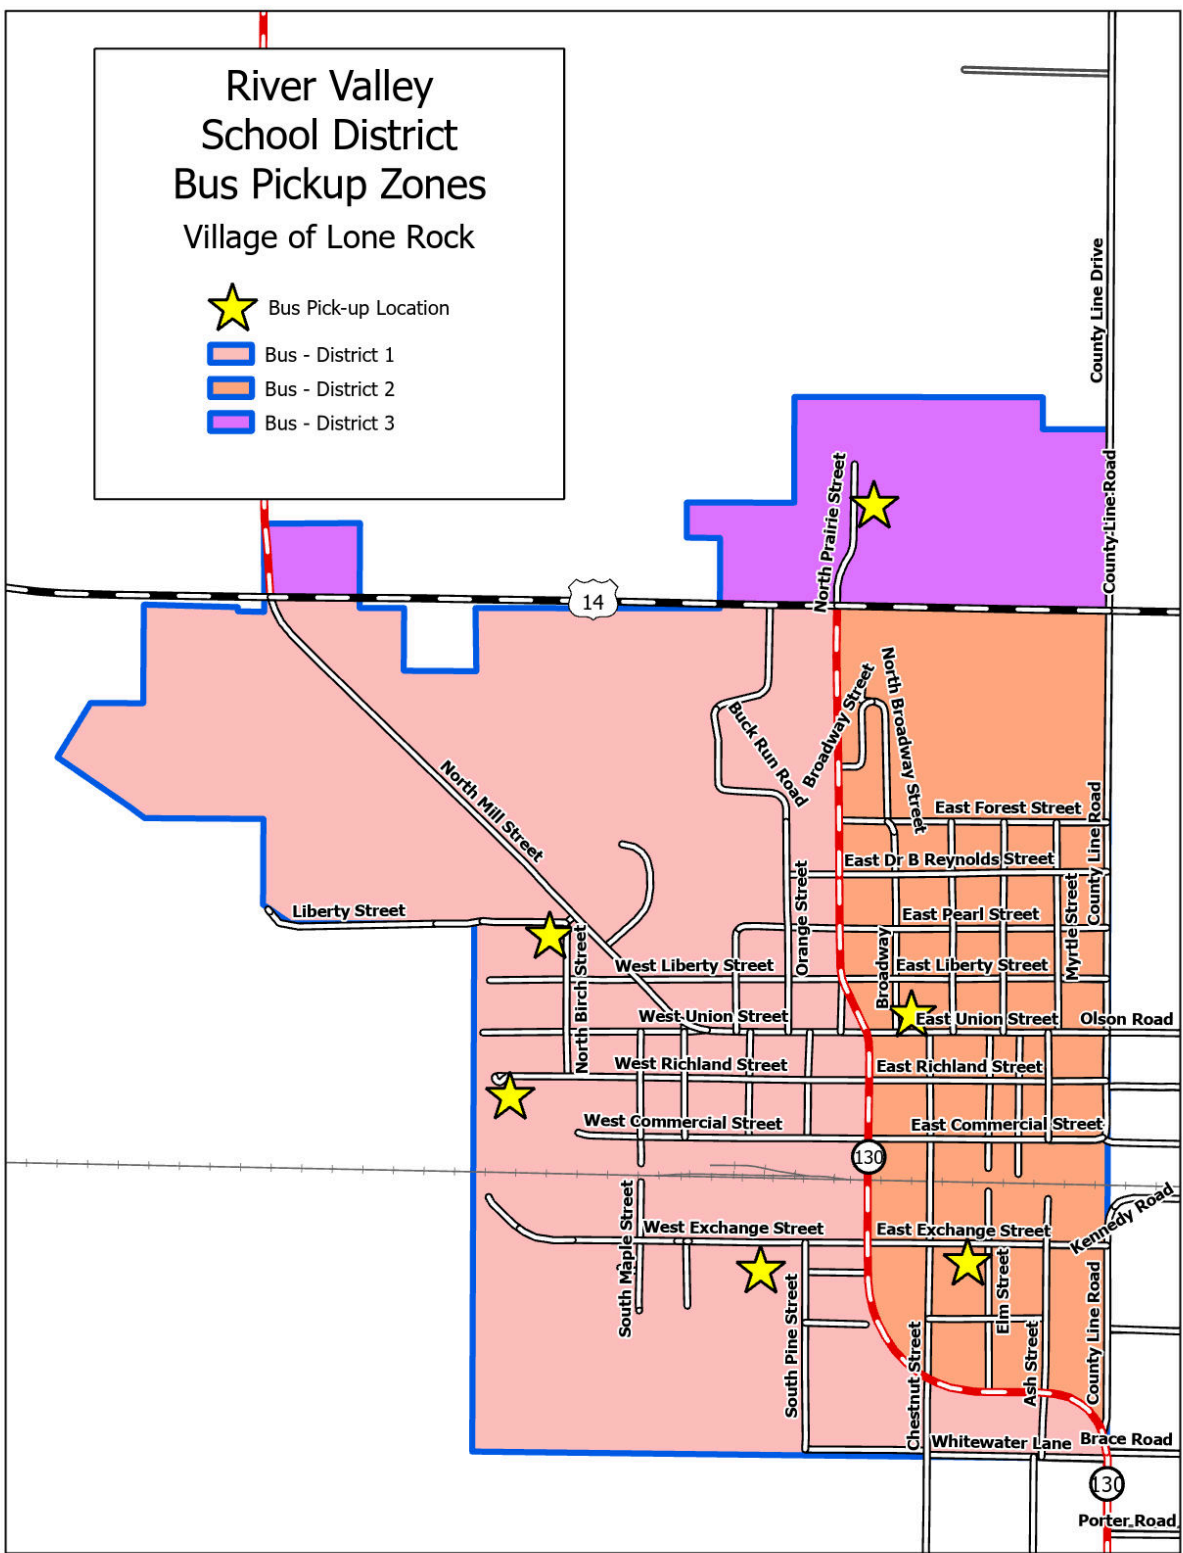 River Valley
School District
Bus Pickup Zones
Village of Lone Rock
Bus Pick-up Location
Bus - District 1
Bus - District 2
Bus - District 3
County Line Drive
County Line Road
North Prairie Street
14
Buck Run Road
Broadway Street
North Broadway Street
North Mill Street
East Forest Street
County Line Road
East Dr B Reynolds Street
Orange Street
Myrtle Street
Liberty Street
East Pearl Street
North Birch Street
Broadway
West Liberty Street
East Liberty Street
West Union Street
East Union Street
Olson Road
West Richland Street
East Richland Street
West Commercial Street
East Commercial Street
130
South Maple Street
West Exchange Street
East Exchange Street
Kennedy Road
Elm Street
South Pine Street
Chestnut Street
Ash Street
County Line Road
Whitewater Lane
Brace Road
130
Porter Road